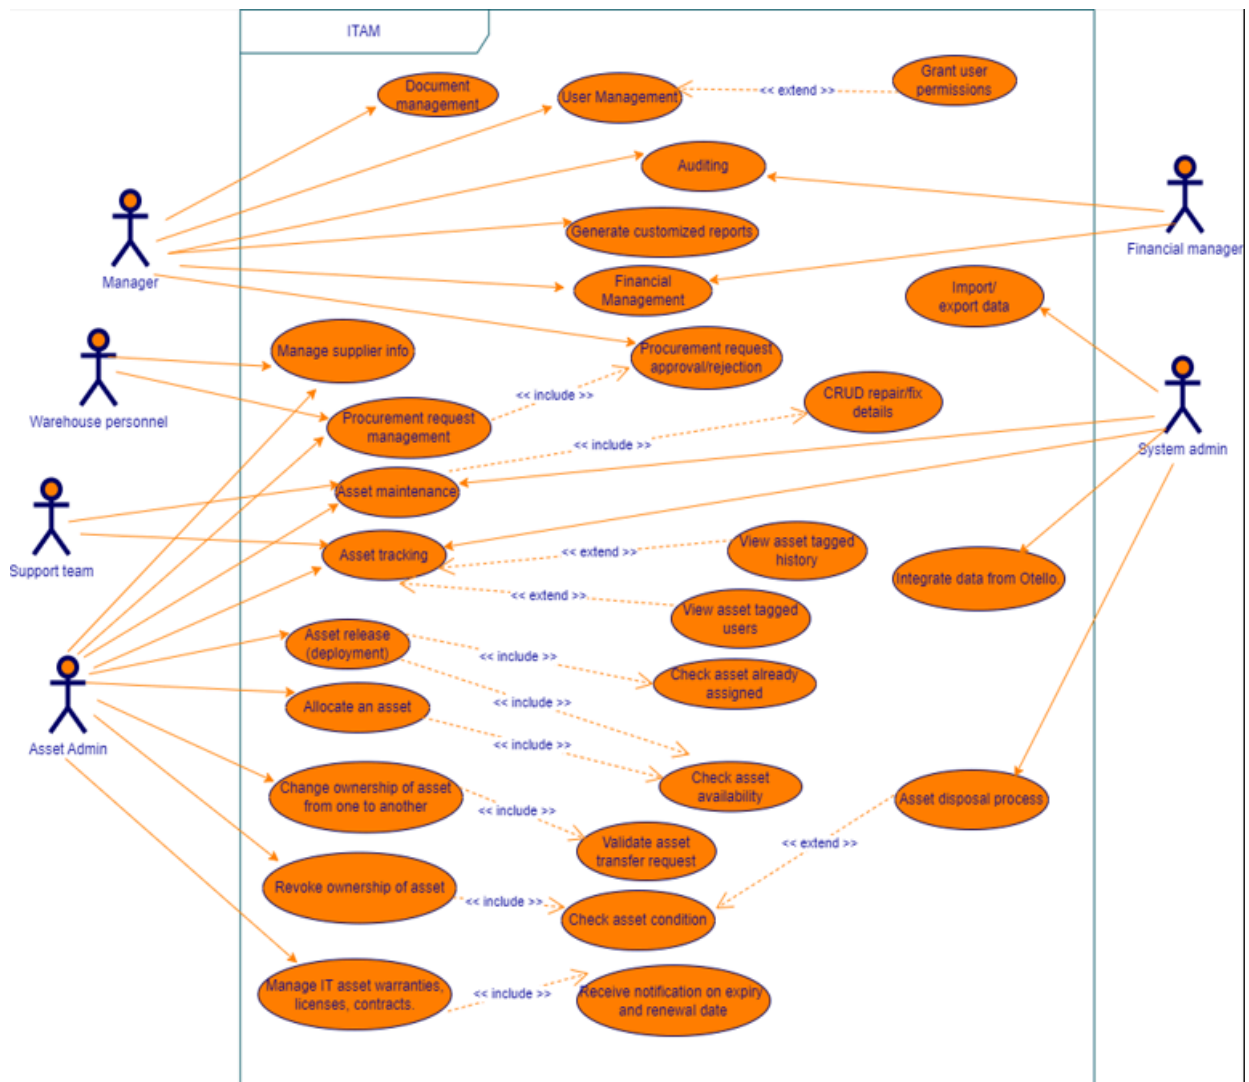 ITAM
Document
management
User Management
<< extend >>
Grant user
permissions
Auditing
Generate customized reports
Financial
Management
Manager
Financial manager
Import/
export data
Manage supplier info
Procurement request
approval/rejection
Warehouse personnel
<< include >>
CRUD repair/fix
details
Procurement request
management
<< include >>
System admin
Asset maintenance
Support team
Asset tracking
<< extend >>
View asset tagged
history
Integrate data from Otello.
<< extend >>
View asset tagged
users
Asset release
(deployment)
<< include >>
Check asset already
assigned
Allocate an asset
<< include >>
Asset Admin
<< include >>
Check asset
availability
Change ownership of asset
from one to another
Asset disposal process
<< include >>
Validate asset
transfer request
<< extend >>
Revoke ownership of asset
<< include >>
Check asset condition
Manage IT asset warranties,
licenses, contracts.
<< include >>
Receive notification on expiry
and renewal date